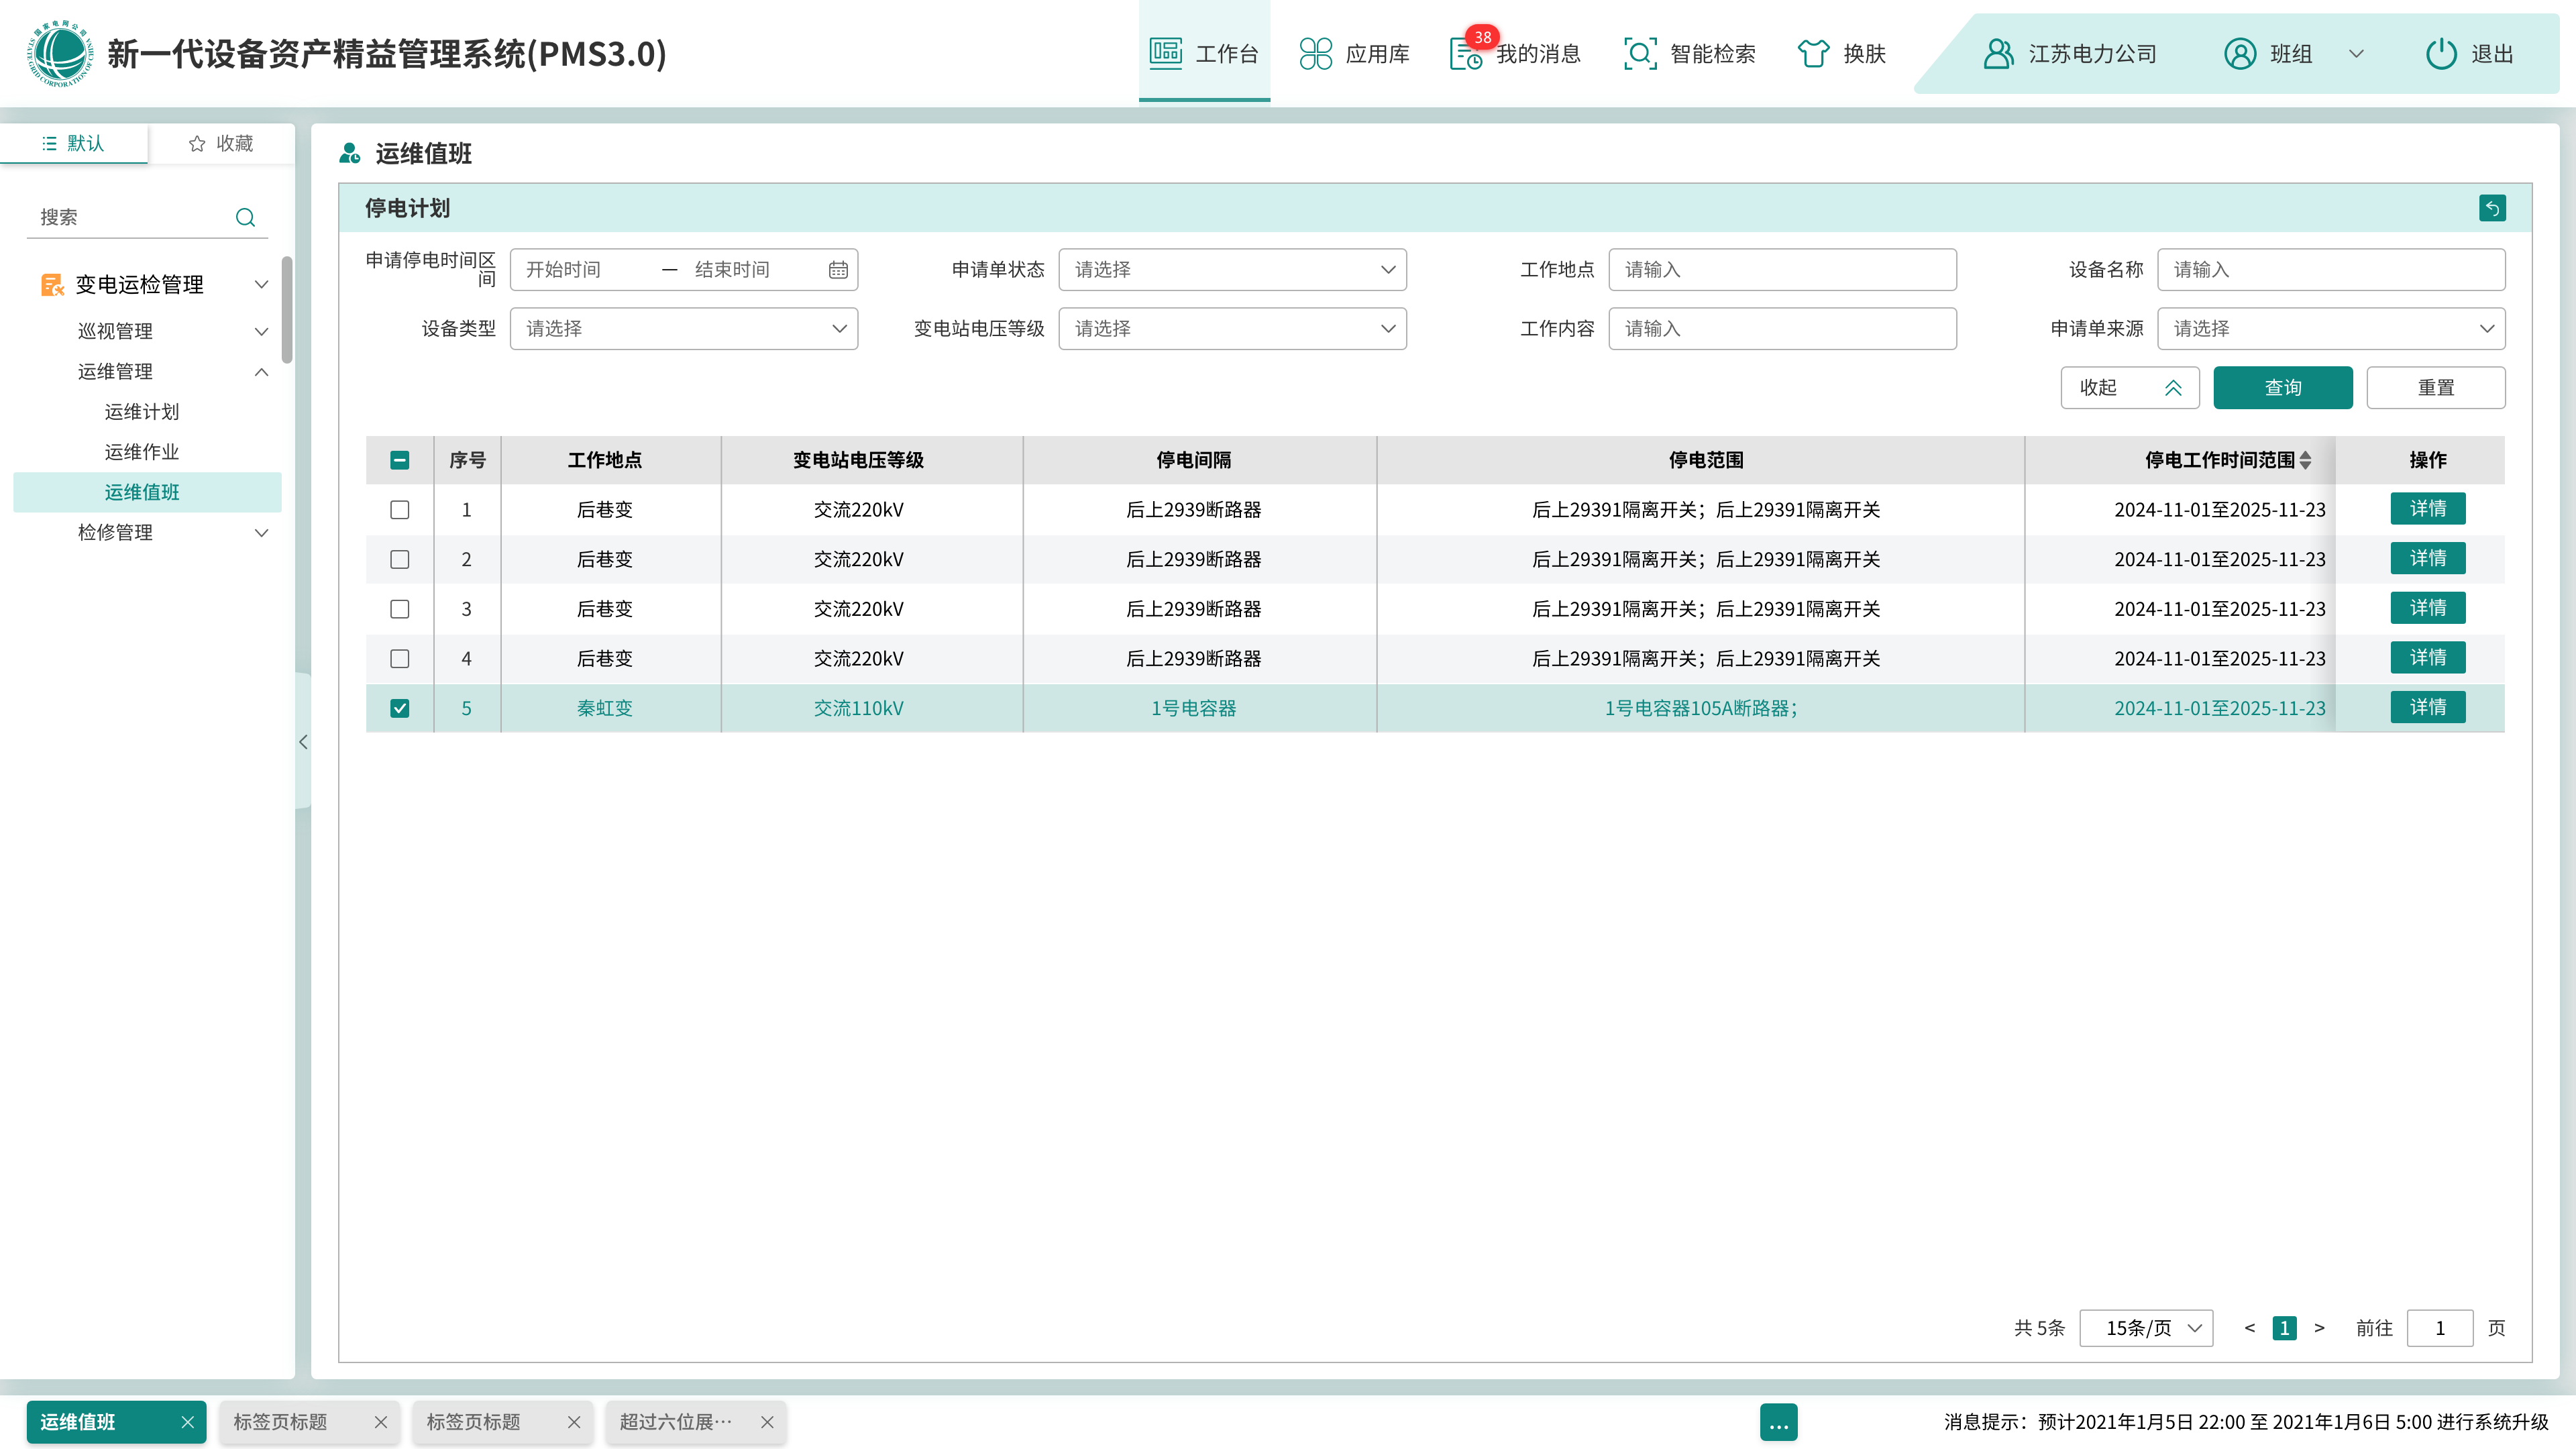 国家电网公司
STATE GRID CORPORATION OF CHINA
新一代设备资产精益管理系统(PMS3.0)
工作台
应用库
38
我的消息
智能检索
换肤
江苏电力公司
班组
退出
默认
收藏
搜索
变电运检管理
巡视管理
运维管理
运维计划
运维作业
运维值班
检修管理
运维值班
停电计划
申请停电时间区间
开始时间 — 结束时间
申请单状态 请选择
工作地点 请输入
设备名称 请输入
设备类型 请选择
变电站电压等级 请选择
工作内容 请输入
申请单来源 请选择
收起
查询
重置
序号 工作地点 变电站电压等级 停电间隔 停电范围 停电工作时间范围 操作
1 后巷变 交流220kV 后上2939断路器 后上29391隔离开关；后上29391隔离开关 2024-11-01至2025-11-23 详情
2 后巷变 交流220kV 后上2939断路器 后上29391隔离开关；后上29391隔离开关 2024-11-01至2025-11-23 详情
3 后巷变 交流220kV 后上2939断路器 后上29391隔离开关；后上29391隔离开关 2024-11-01至2025-11-23 详情
4 后巷变 交流220kV 后上2939断路器 后上29391隔离开关；后上29391隔离开关 2024-11-01至2025-11-23 详情
5 秦虹变 交流110kV 1号电容器 1号电容器105A断路器； 2024-11-01至2025-11-23 详情
共 5条 15条/页 < 1 > 前往 1 页
运维值班
标签页标题
标签页标题
超过六位展…
...
消息提示：预计2021年1月5日 22:00 至 2021年1月6日 5:00 进行系统升级